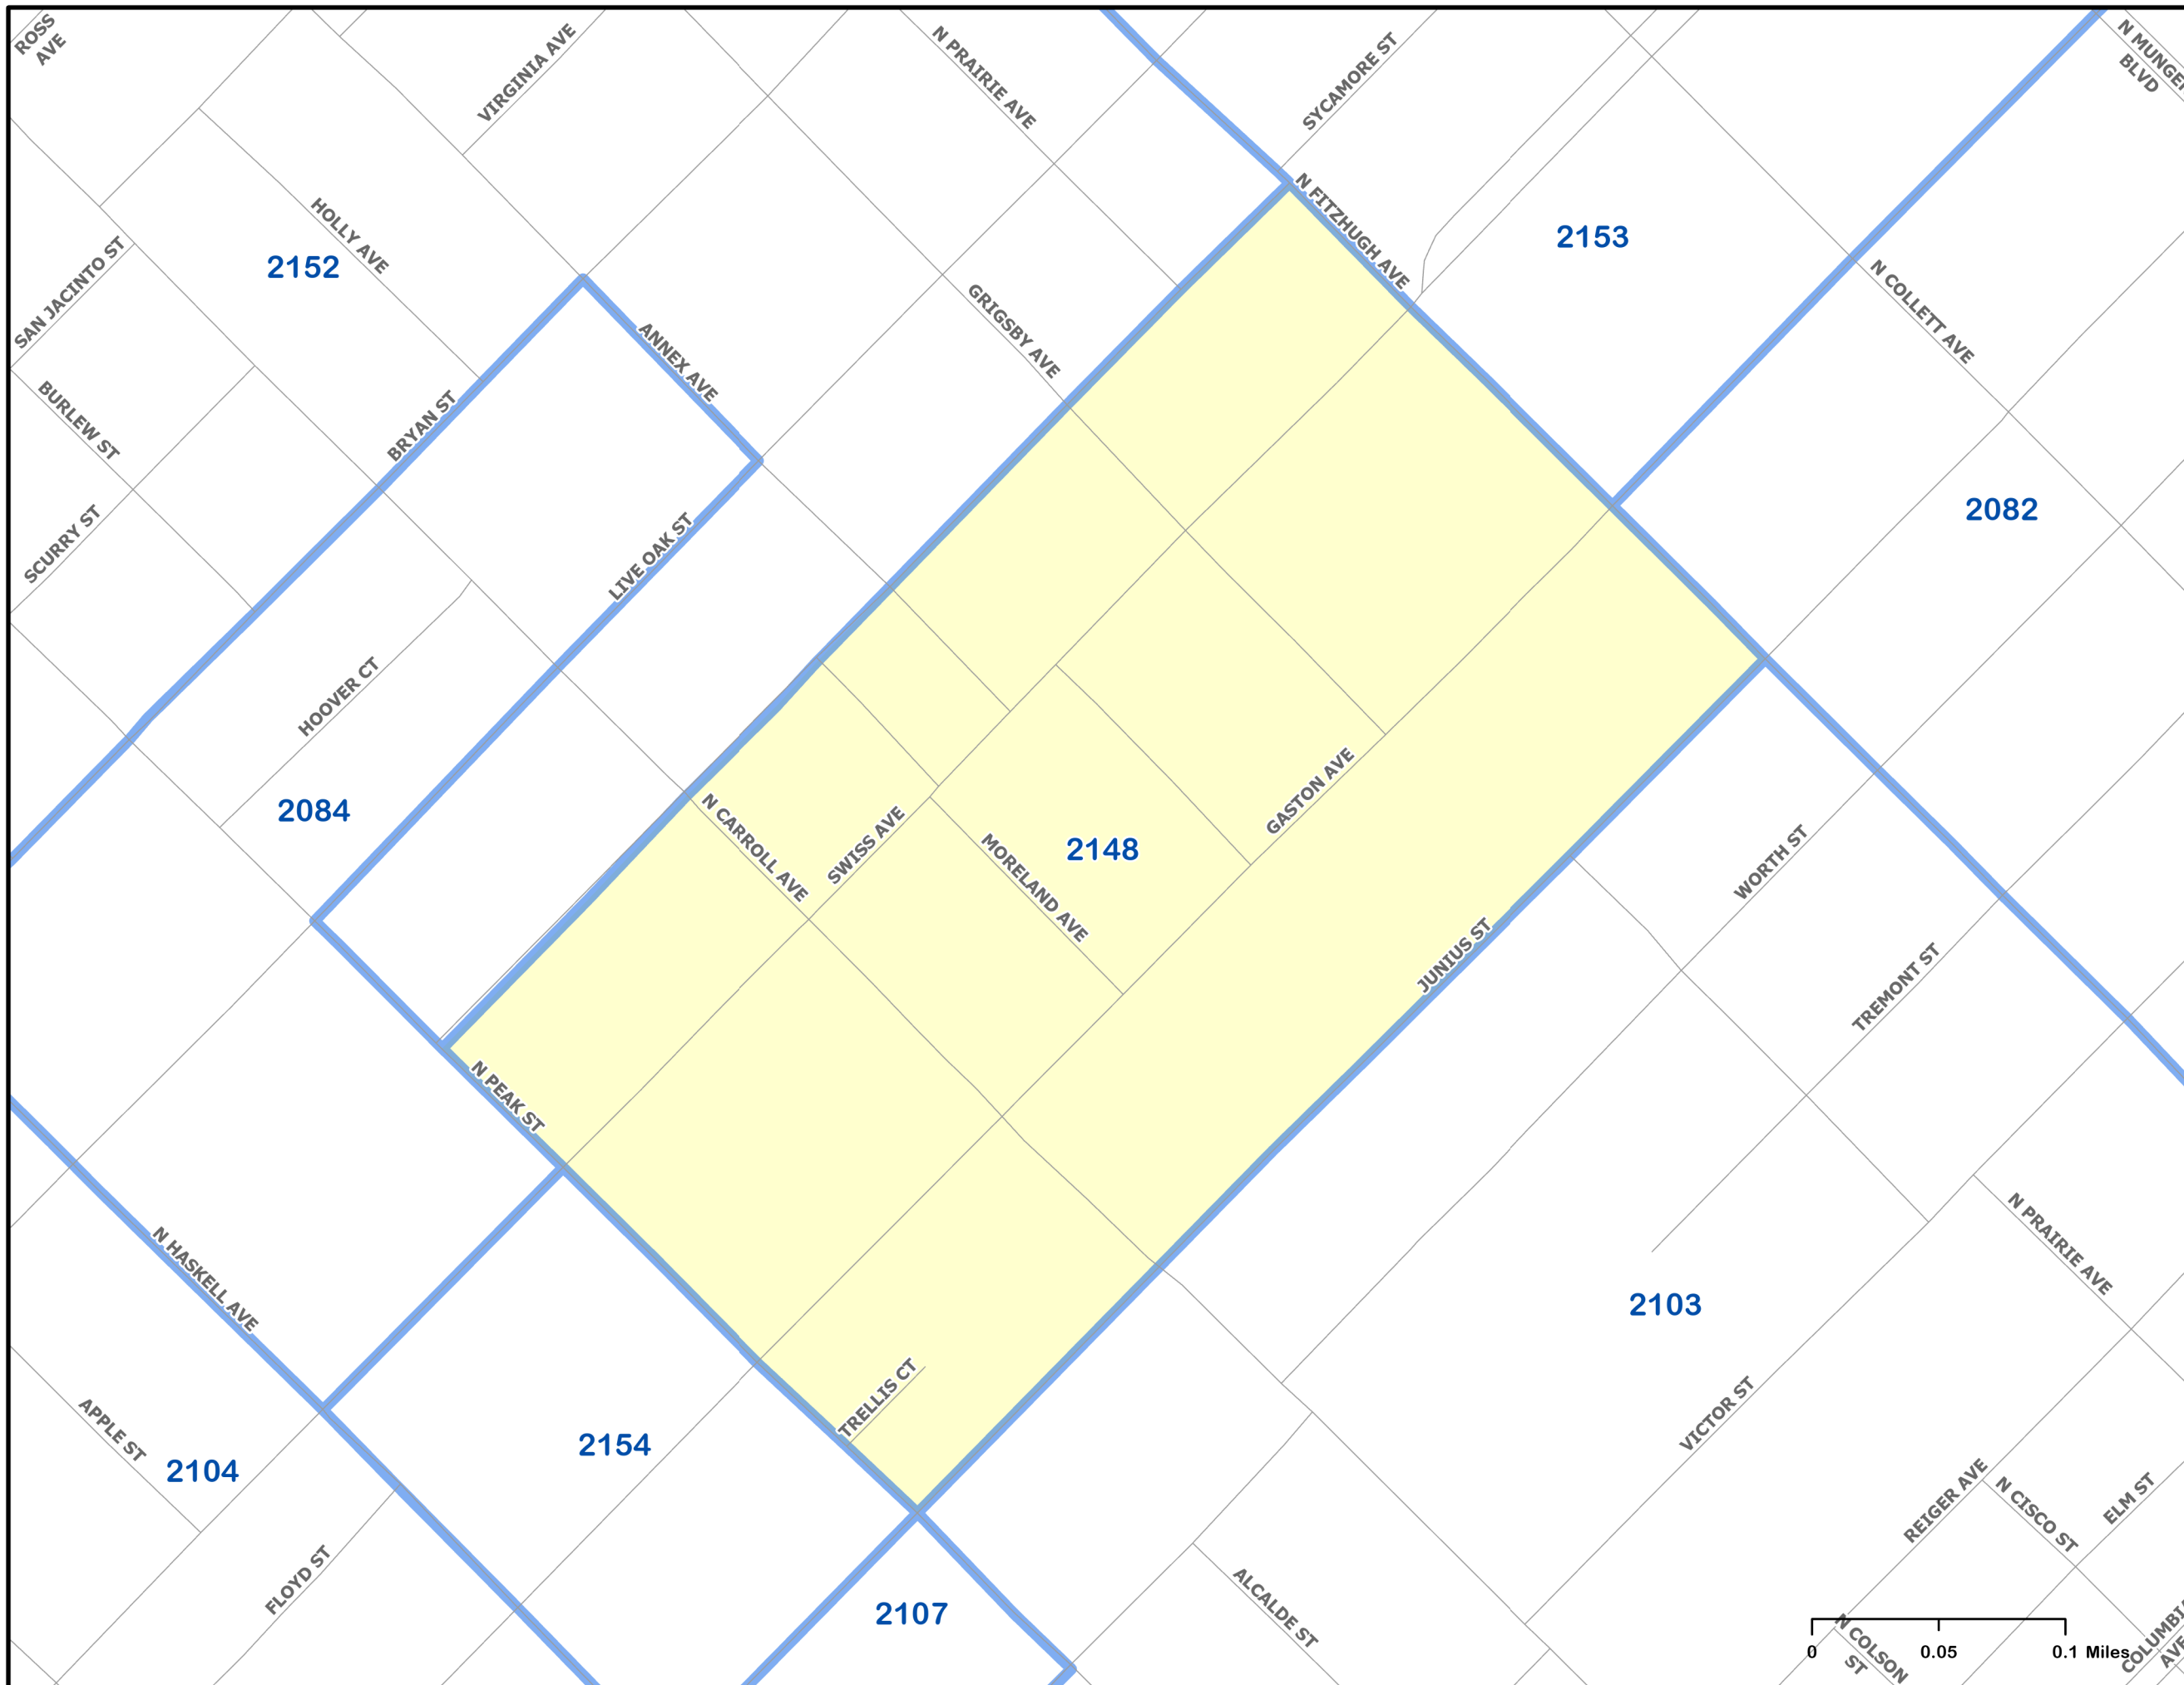 ROSS
AVE
VIRGINIA AVE
N PRAIRIE AVE
SYCAMORE ST
N MUNGER
BLVD
HOLLY AVE
2152
SAN JACINTO ST
N FITZHUGH AVE
2153
N COLLETT AVE
GRIGSBY AVE
ANNEX AVE
BRYAN ST
BURLEW ST
SCURRY ST
LIVE OAK ST
2082
HOOVER CT
2084
N CARROLL AVE
SWISS AVE
MORELAND AVE
2148
GASTON AVE
WORTH ST
JUNIUS ST
TREMONT ST
N PEAK ST
N HASKELL AVE
N PRAIRIE AVE
2103
TRELLIS CT
APPLE ST
2104
2154
VICTOR ST
REIGER AVE
N CISCO ST
ELM ST
FLOYD ST
2107
ALCALDE ST
N COLSON
ST
COLUMBIA
AVE
0
0.05
0.1 Miles